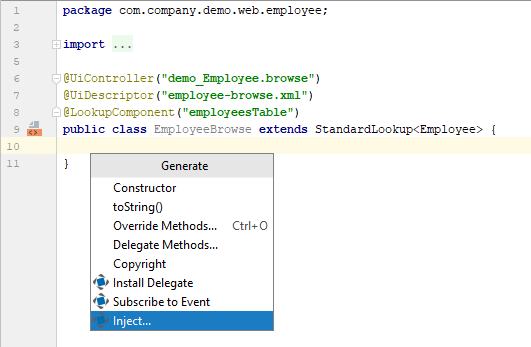 1 package com.company.demo.web.employee;
2
3 import ...
5
6 @UiController("demo_Employee.browse")
7 @UiDescriptor("employee-browse.xml")
8 @LookupComponent("employeesTable")
9 public class EmployeeBrowse extends StandardLookup<Employee> {
10
11 }
Generate
Constructor
toString()
Override Methods... Ctrl+O
Delegate Methods...
Copyright
Install Delegate
Subscribe to Event
Inject...